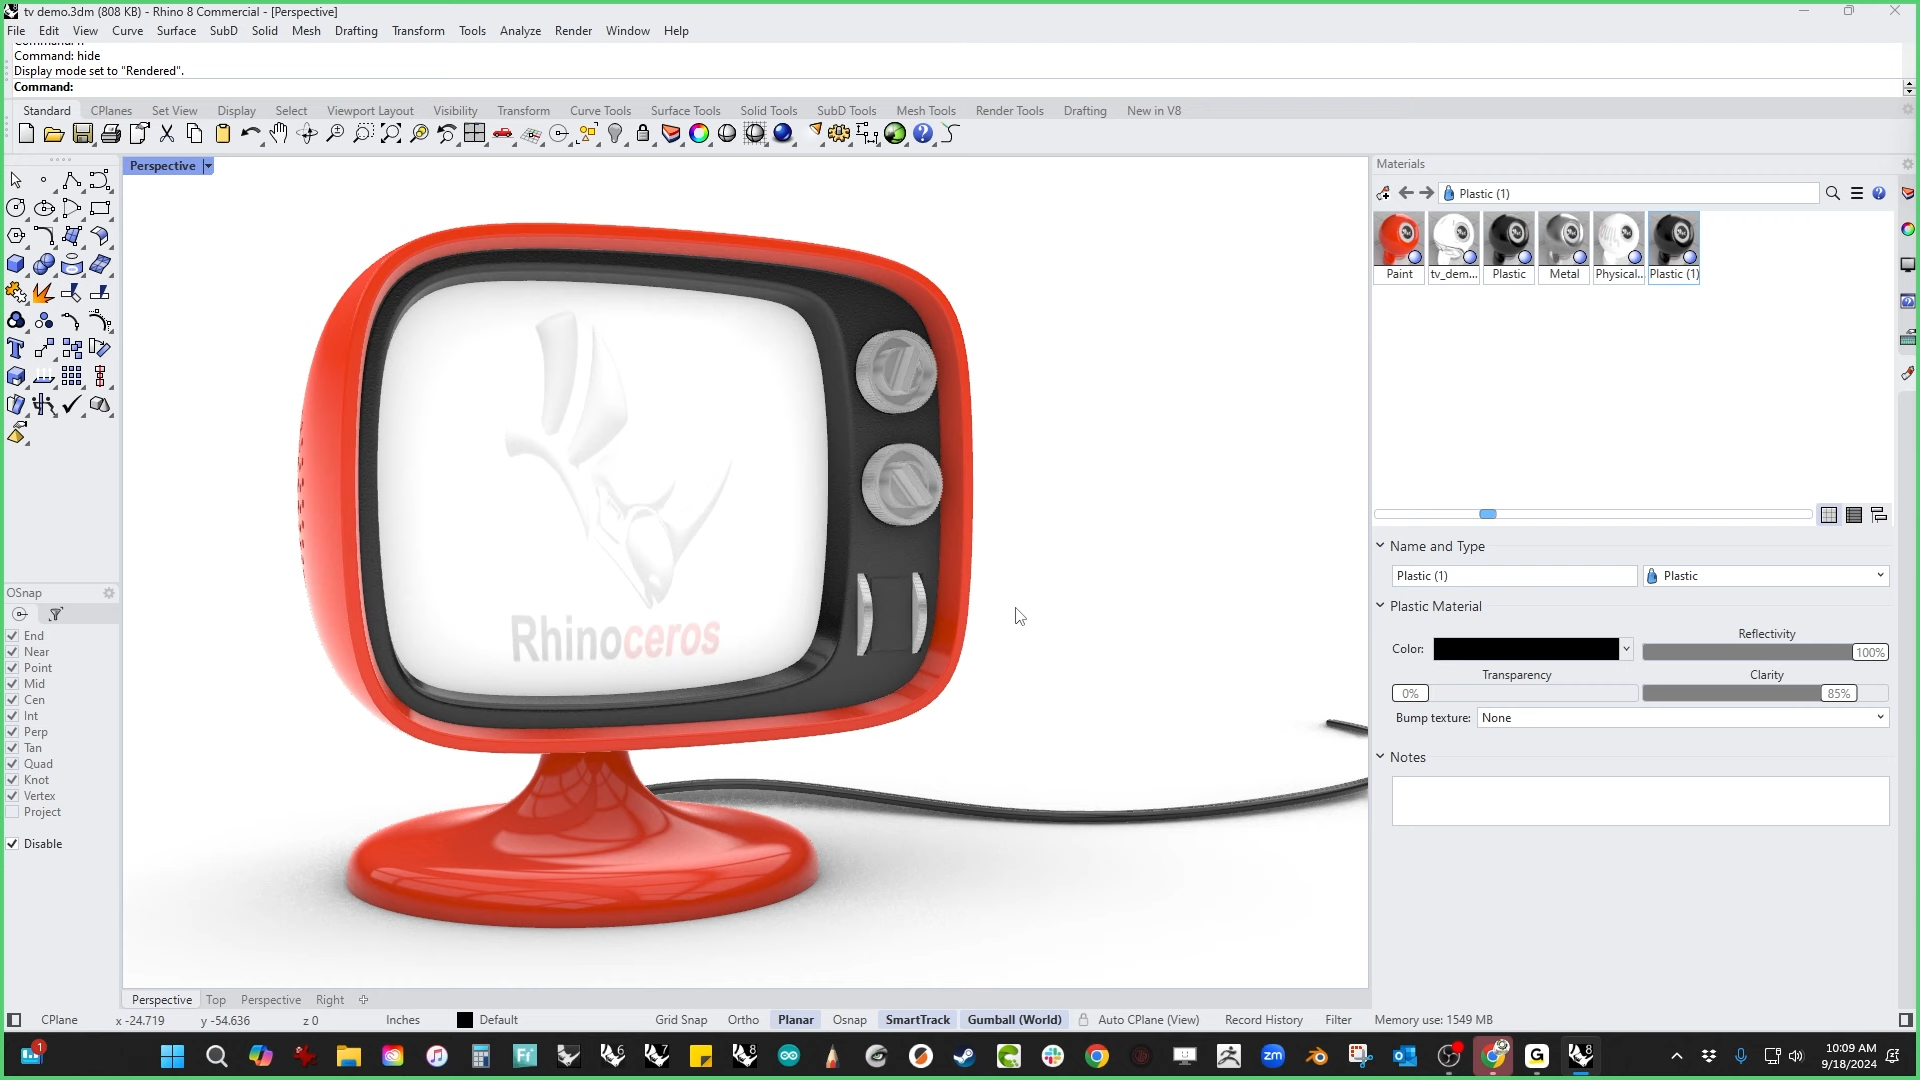 tv demo.3dm (808 KB) - Rhino 8 Commercial - [Perspective]
File Edit View Curve Surface SubD Solid Mesh Drafting Transform Tools Analyze Render Window Help
Command: hide
Display mode set to "Rendered".
Command:
Standard CPlanes Set View Display Select Viewport Layout Visibility Transform Curve Tools Surface Tools Solid Tools SubD Tools Mesh Tools Render Tools Drafting New in V8
Perspective
Materials
Plastic (1)
Paint tv_dem... Plastic Metal Physical.. Plastic (1)
Rhinoceros
Name and Type
Plastic (1) Plastic
Plastic Material
Color: Reflectivity
100%
Transparency Clarity
0% 85%
Bump texture: None
Notes
OSnap
End
Near
Point
Mid
Cen
Int
Perp
Tan
Quad
Knot
Vertex
Project
Disable
Perspective Top Perspective Right
CPlane x -24.719 y -54.636 z 0 Inches Default Grid Snap Ortho Planar Osnap SmartTrack Gumball (World) Auto CPlane (View) Record History Filter Memory use: 1549 MB
10:09 AM
9/18/2024